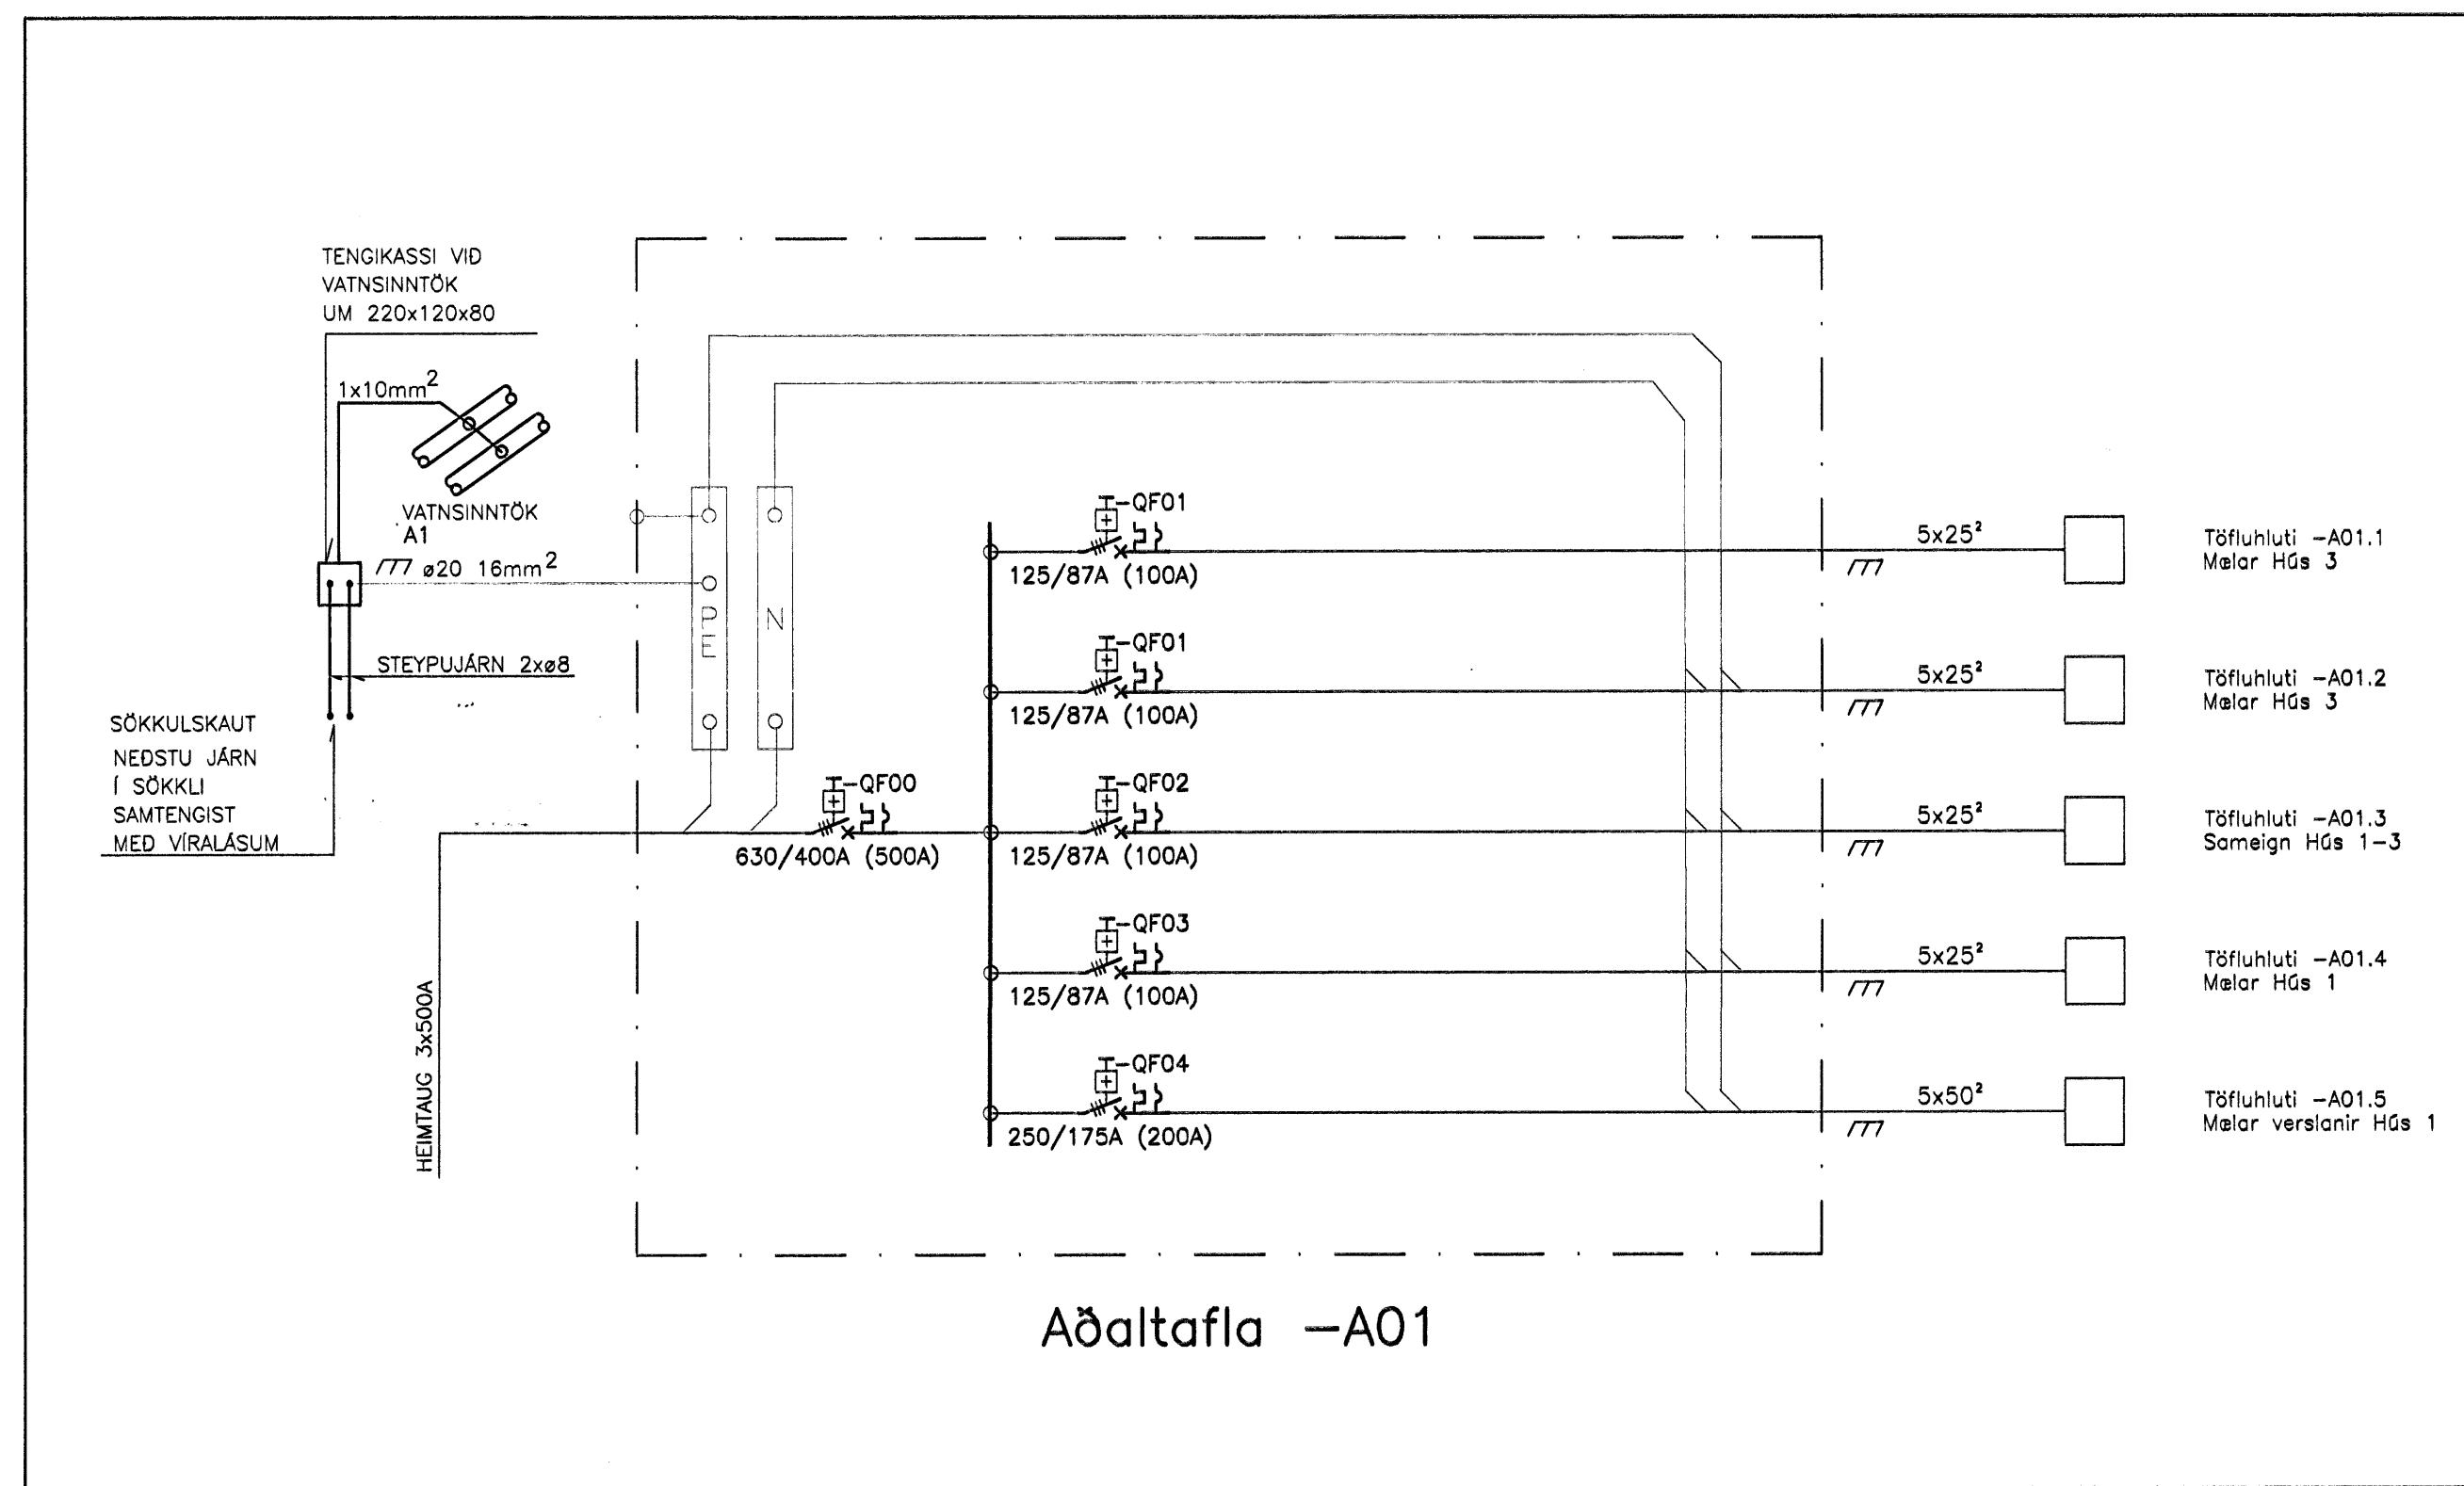 TENGIKASSI VIÐ
VATNSINNTÖK
UM 220x120x80
1x10mm²
VATNSINNTÖK
A1
ø20 16mm²
STEYPUJÁRN 2xø8
SÖKKULSKAUT
NEÐSTU JÁRN
Í SÖKKLI
SAMTENGIST
MEÐ VÍRALÁSUM
HEIMTAUG 3x500A
PE
N
-QF00
630/400A (500A)
-QF01
125/87A (100A)
5x25²
Töfluhluti -A01.1
Mælar Hús 3
-QF01
125/87A (100A)
5x25²
Töfluhluti -A01.2
Mælar Hús 3
-QF02
125/87A (100A)
5x25²
Töfluhluti -A01.3
Sameign Hús 1-3
-QF03
125/87A (100A)
5x25²
Töfluhluti -A01.4
Mælar Hús 1
-QF04
250/175A (200A)
5x50²
Töfluhluti -A01.5
Mælar verslanir Hús 1
Aðaltafla -A01